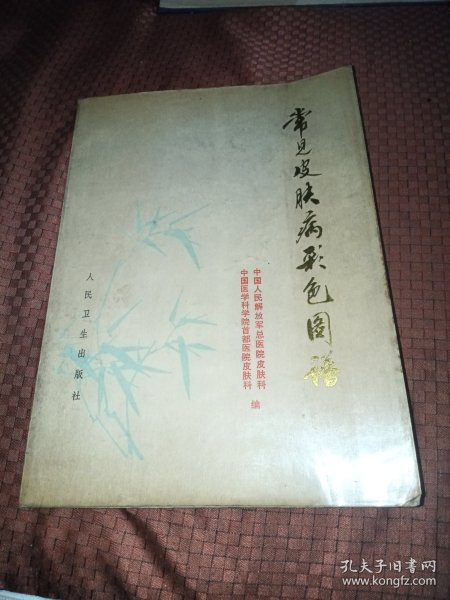 常见皮肤病彩色图谱
中国人民解放军总医院皮肤科
中国医学科学院首都医院皮肤科
编
人民卫生出版社
孔夫子旧书网
www.kongfz.com